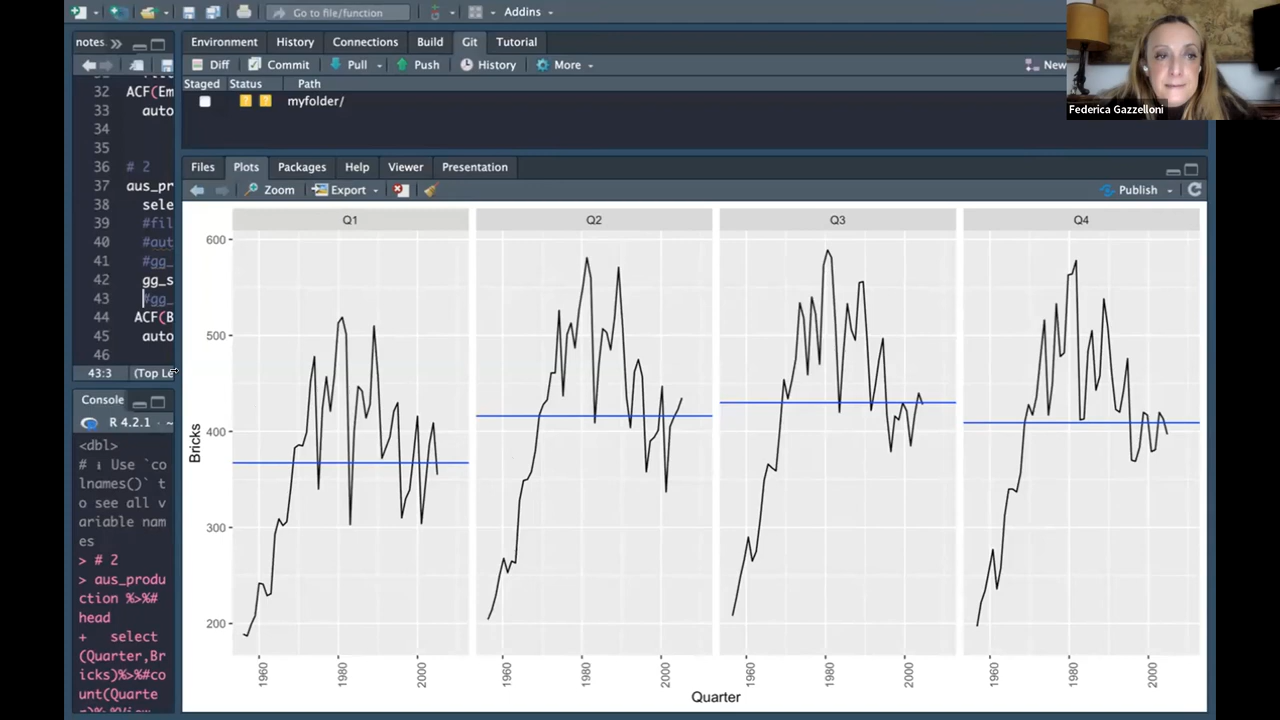 Go to file/function
Addins
Federica Gazzelloni
notes
32 ACF(Em
33 auto
34
35
36 # 2
37 aus_pr
38 sele
39 #fil
40 #aut
41 #gg_
42 gg_s
43 #gg_
44 ACF(B
45 auto
46
43:3 (Top Le
Console
R 4.2.1 · ~
<dbl>
# ℹ Use `co
lnames()` t
o see all v
ariable nam
es
> # 2
> aus_produ
ction %>%#
head
+ select
(Quarter,Br
icks)%>%#co
unt(Quarte
Environment History Connections Build Git Tutorial
Diff Commit Pull Push History More New
Staged Status Path
myfolder/
Files Plots Packages Help Viewer Presentation
Zoom Export Publish
Q1 Q2 Q3 Q4
600
500
400
300
200
Bricks
1960 1980 2000 1960 1980 2000 1960 1980 2000 1960 1980 2000
Quarter